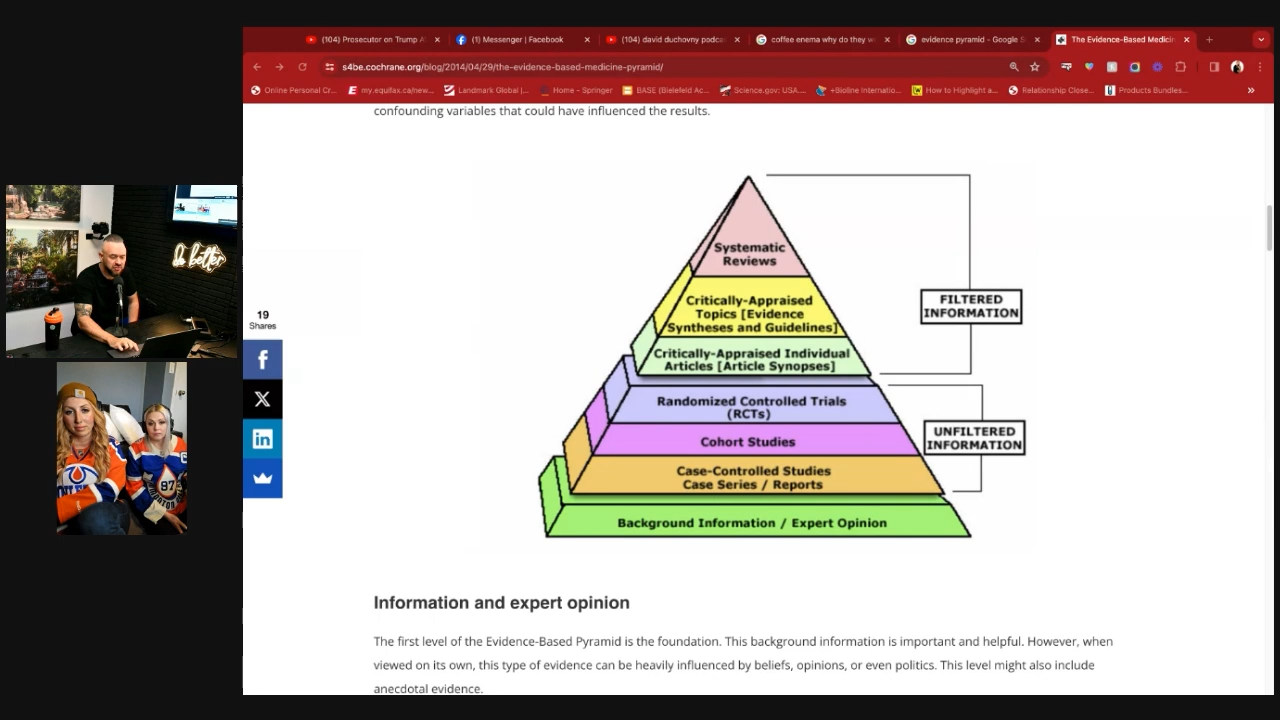 (104) Prosecutor on Trump
(1) Messenger | Facebook
(104) david duchovny podca
coffee enema why do they w
evidence pyramid - Google S
The Evidence-Based Medicin
s4be.cochrane.org/blog/2014/04/29/the-evidence-based-medicine-pyramid/
Online Personal Cr...
my.equifax.ca/new...
Landmark Global |...
Home - Springer
BASE (Bielefeld Ac...
Science.gov: USA....
+Bioline Internatio...
How to Highlight a...
Relationship Close...
Products Bundles...
confounding variables that could have influenced the results.
Systematic
Reviews
Critically-Appraised
Topics [Evidence
Syntheses and Guidelines]
Critically-Appraised Individual
Articles [Article Synopses]
FILTERED
INFORMATION
Randomized Controlled Trials
(RCTs)
Cohort Studies
Case-Controlled Studies
Case Series / Reports
UNFILTERED
INFORMATION
Background Information / Expert Opinion
do better
19
Shares
97
Information and expert opinion
The first level of the Evidence-Based Pyramid is the foundation. This background information is important and helpful. However, when
viewed on its own, this type of evidence can be heavily influenced by beliefs, opinions, or even politics. This level might also include
anecdotal evidence.